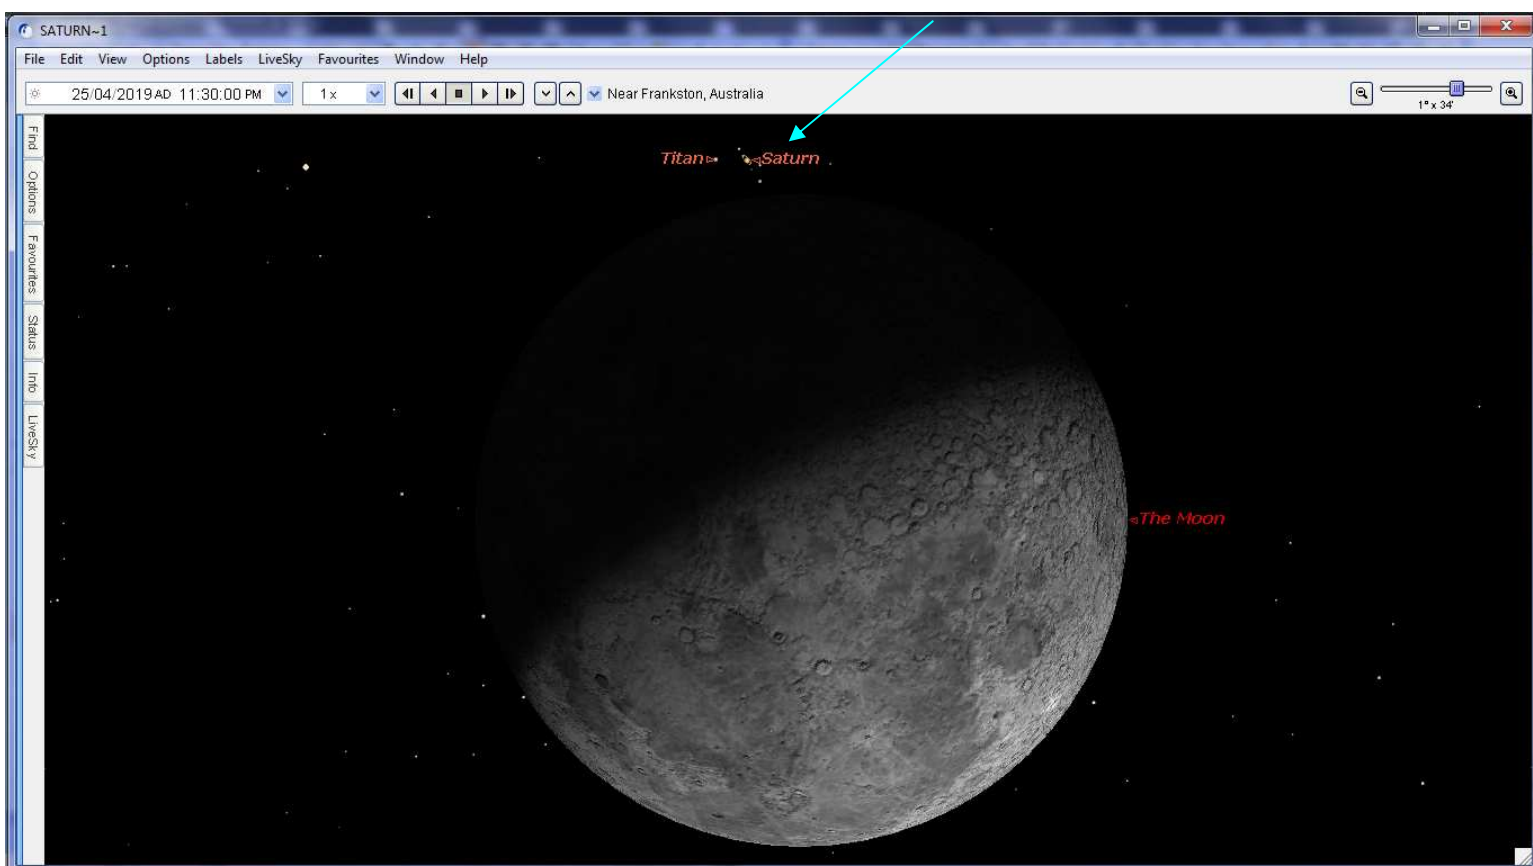 SATURN~1
File Edit View Options Labels LiveSky Favourites Window Help
25/04/2019 AD 11:30:00 PM 1x Near Frankston, Australia 1° x 34'
Find
Options
Favourites
Status
Info
LiveSky
Titan Saturn
The Moon